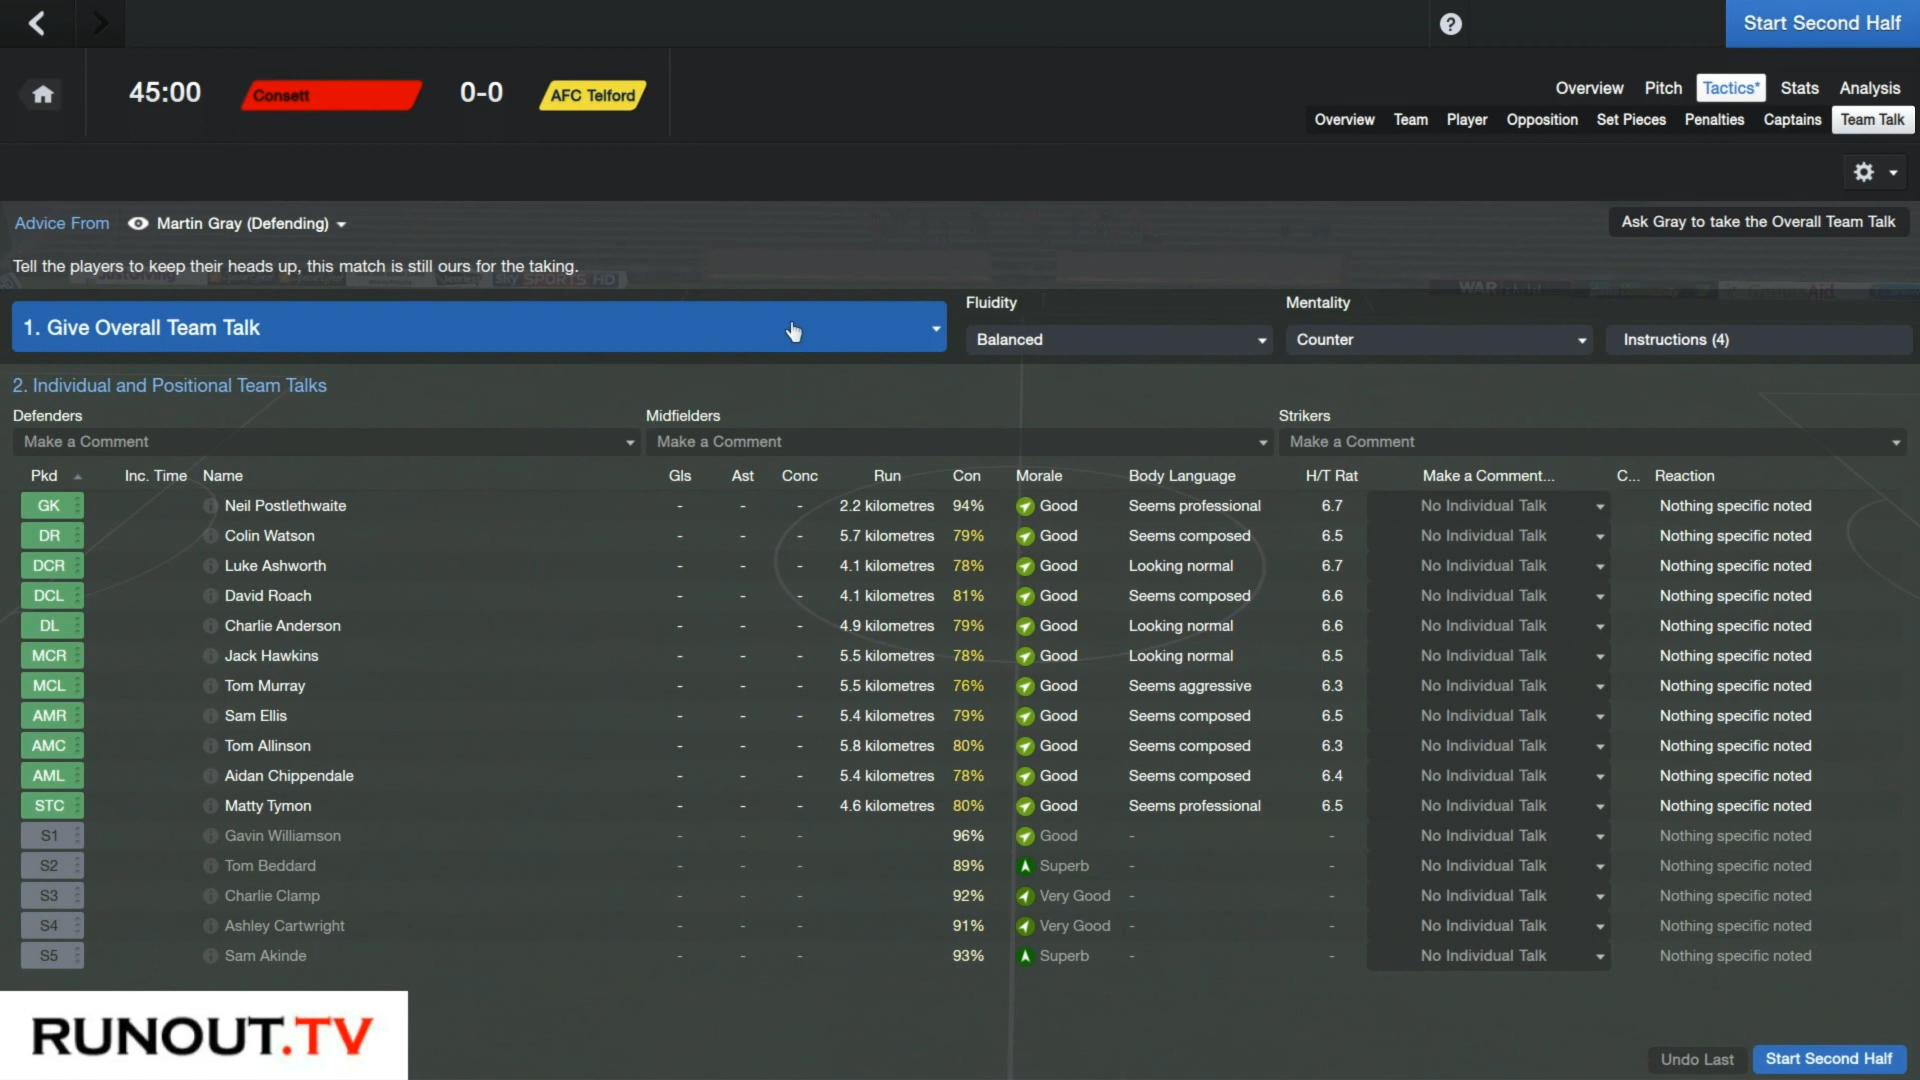 ? Start Second Half
45:00 Consett 0-0 AFC Telford
Overview Pitch Tactics* Stats Analysis
Overview Team Player Opposition Set Pieces Penalties Captains Team Talk
Advice From Martin Gray (Defending) Ask Gray to take the Overall Team Talk
Tell the players to keep their heads up, this match is still ours for the taking.
Fluidity Mentality
1. Give Overall Team Talk
Balanced Counter Instructions (4)
2. Individual and Positional Team Talks
Defenders Midfielders Strikers
Make a Comment Make a Comment Make a Comment
Pkd Inc. Time Name Gls Ast Conc Run Con Morale Body Language H/T Rat Make a Comment... C... Reaction
GK Neil Postlethwaite - - - 2.2 kilometres 94% Good Seems professional 6.7 No Individual Talk Nothing specific noted
DR Colin Watson - - - 5.7 kilometres 79% Good Seems composed 6.5 No Individual Talk Nothing specific noted
DCR Luke Ashworth - - - 4.1 kilometres 78% Good Looking normal 6.7 No Individual Talk Nothing specific noted
DCL David Roach - - - 4.1 kilometres 81% Good Seems composed 6.6 No Individual Talk Nothing specific noted
DL Charlie Anderson - - - 4.9 kilometres 79% Good Looking normal 6.6 No Individual Talk Nothing specific noted
MCR Jack Hawkins - - - 5.5 kilometres 78% Good Looking normal 6.5 No Individual Talk Nothing specific noted
MCL Tom Murray - - - 5.5 kilometres 76% Good Seems aggressive 6.3 No Individual Talk Nothing specific noted
AMR Sam Ellis - - - 5.4 kilometres 79% Good Seems composed 6.5 No Individual Talk Nothing specific noted
AMC Tom Allinson - - - 5.8 kilometres 80% Good Seems composed 6.3 No Individual Talk Nothing specific noted
AML Aidan Chippendale - - - 5.4 kilometres 78% Good Seems composed 6.4 No Individual Talk Nothing specific noted
STC Matty Tymon - - - 4.6 kilometres 80% Good Seems professional 6.5 No Individual Talk Nothing specific noted
S1 Gavin Williamson - - - 96% Good - - No Individual Talk Nothing specific noted
S2 Tom Beddard - - - 89% Superb - - No Individual Talk Nothing specific noted
S3 Charlie Clamp - - - 92% Very Good - - No Individual Talk Nothing specific noted
S4 Ashley Cartwright - - - 91% Very Good - - No Individual Talk Nothing specific noted
S5 Sam Akinde - - - 93% Superb - - No Individual Talk Nothing specific noted
RUNOUT.TV
Undo Last Start Second Half